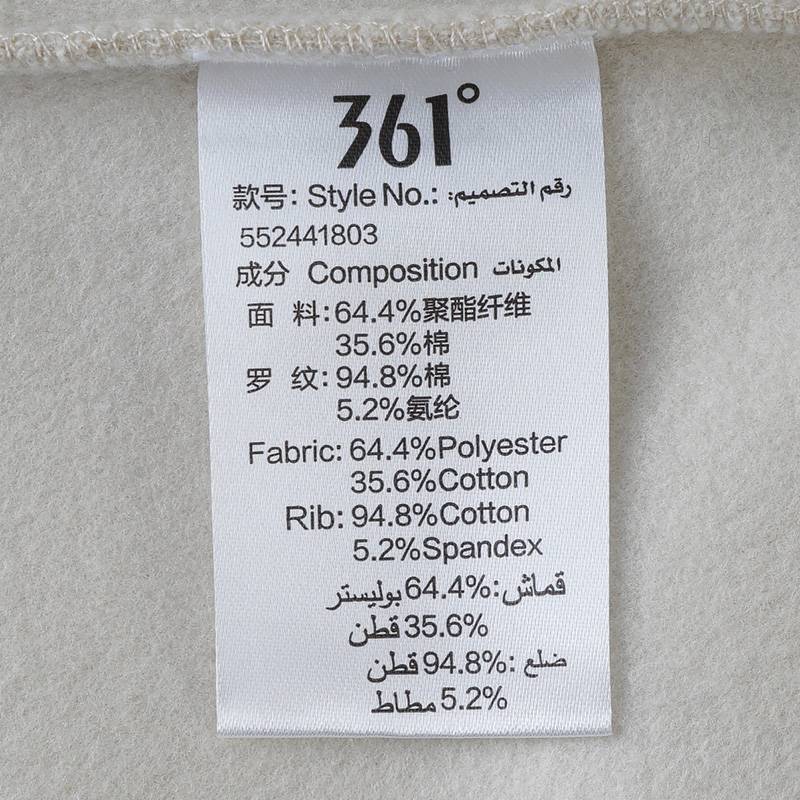 361°
款号: Style No.: رقم التصميم:
552441803
成分 Composition المكونات
面 料:64.4%聚酯纤维
35.6%棉
罗 纹:94.8%棉
5.2%氨纶
Fabric: 64.4%Polyester
35.6%Cotton
Rib: 94.8%Cotton
5.2%Spandex
قماش:64.4%بوليستر
35.6%قطن
ضلع :94.8%قطن
5.2%مطاط